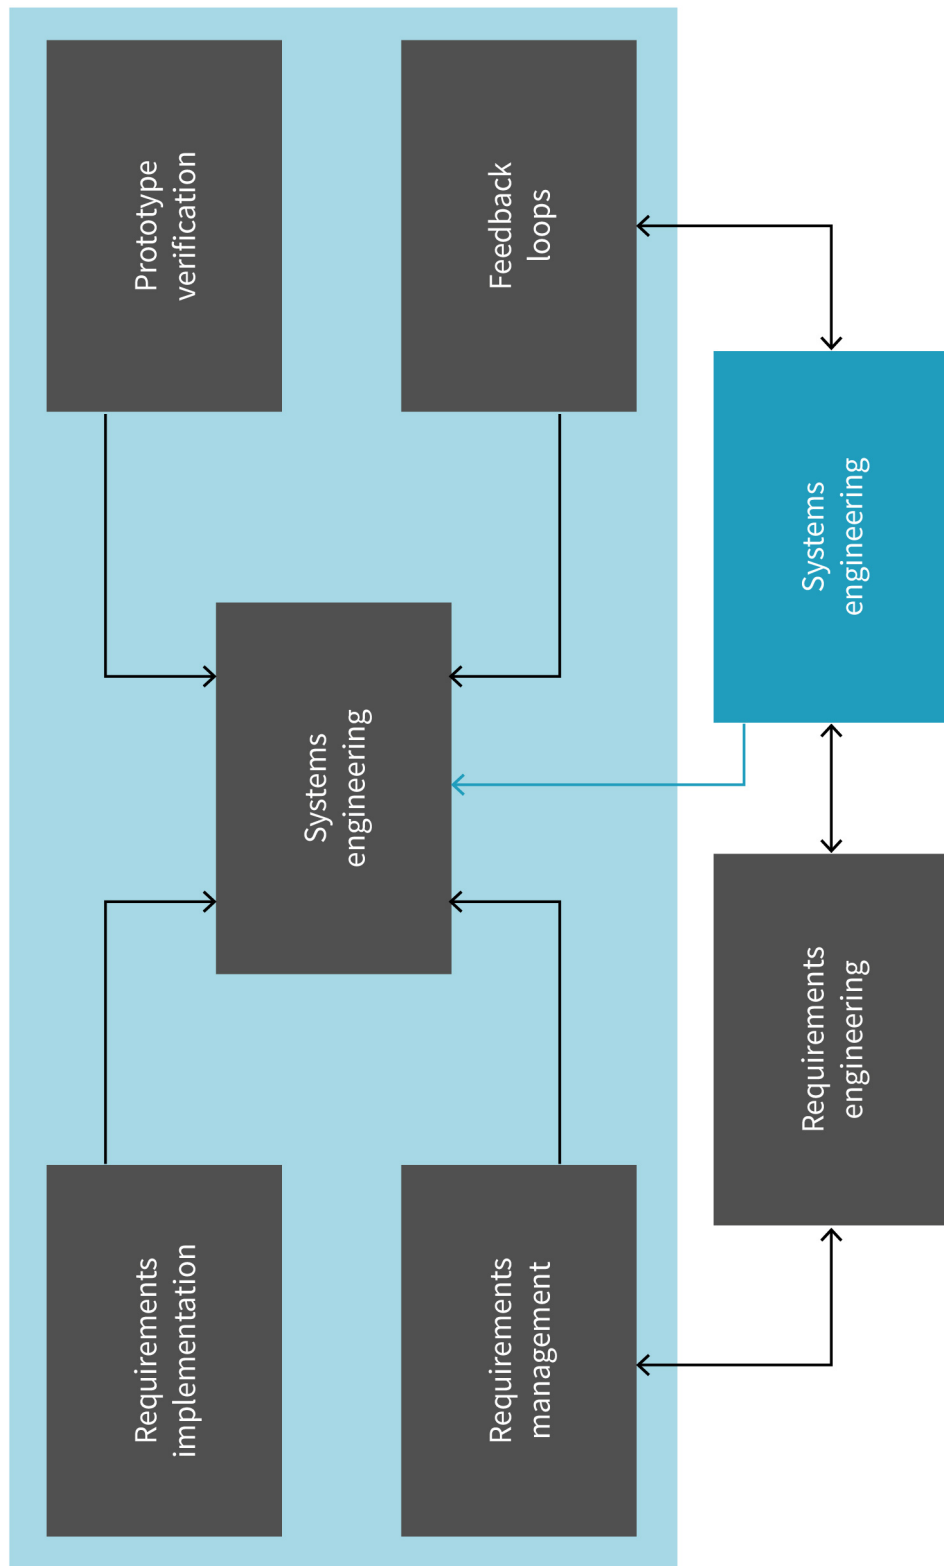 Requirements
implementation
Prototype
verification
Systems
engineering
Requirements
management
Feedback
loops
Requirements
engineering
Systems
engineering